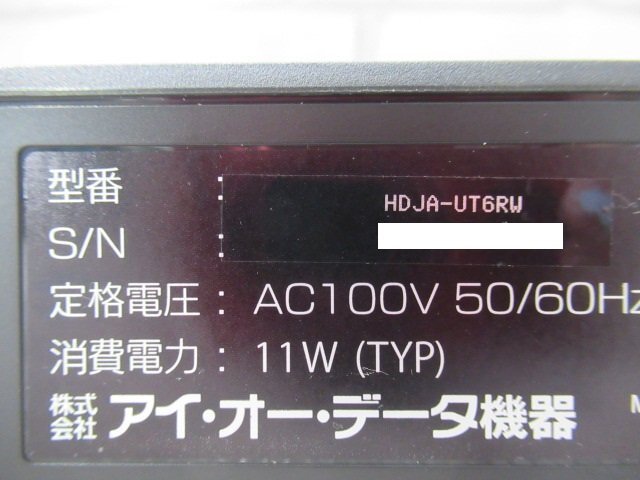 型番 : HDJA-UT6RW
S/N :
定格電圧 : AC100V 50/60Hz
消費電力 : 11W (TYP)
株式会社 アイ・オー・データ機器